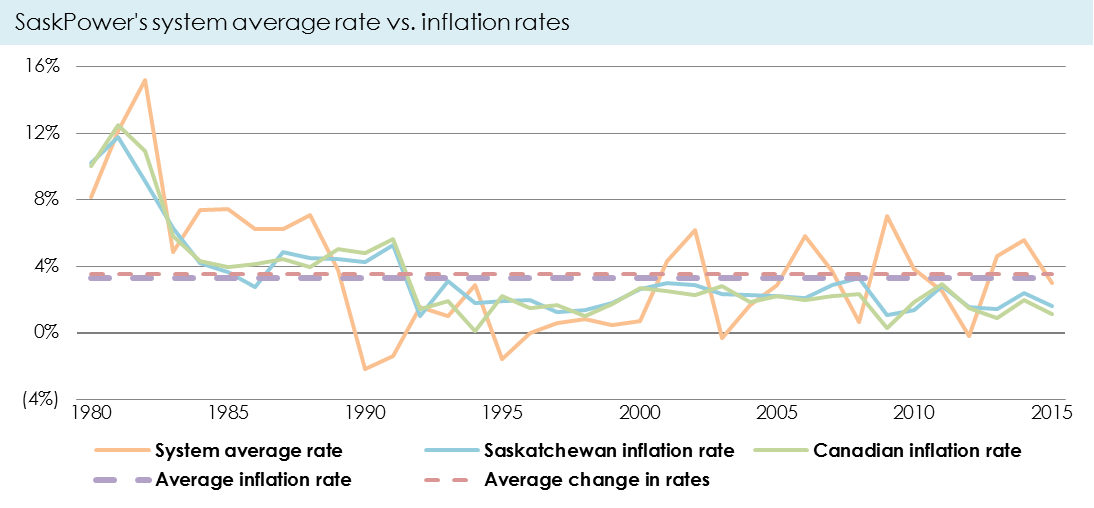 SaskPower's system average rate vs. inflation rates
16%
12%
8%
4%
0%
(4%)
1980 1985 1990 1995 2000 2005 2010 2015
System average rate Saskatchewan inflation rate Canadian inflation rate
Average inflation rate Average change in rates